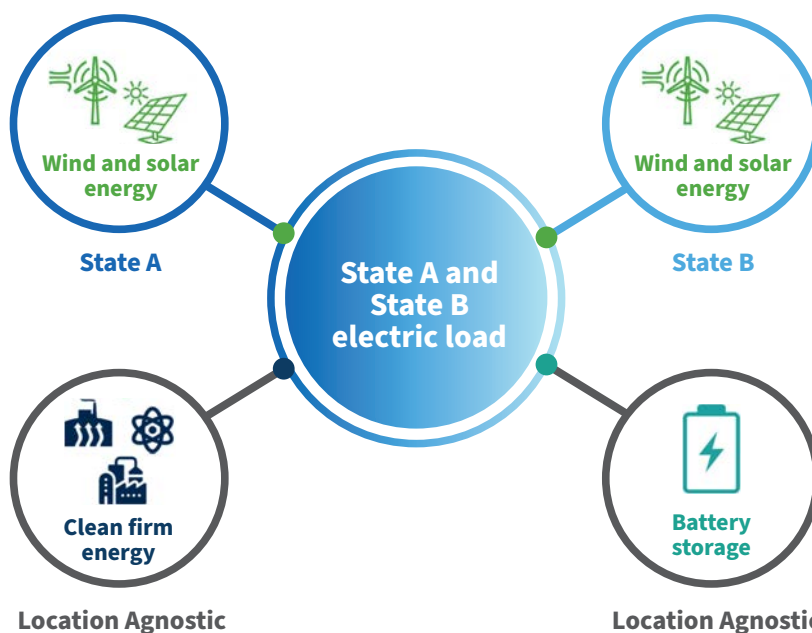 Wind and solar
energy
State A
Wind and solar
energy
State B
State A and
State B
electric load
Clean firm
energy
Location Agnostic
Battery
storage
Location Agnostic